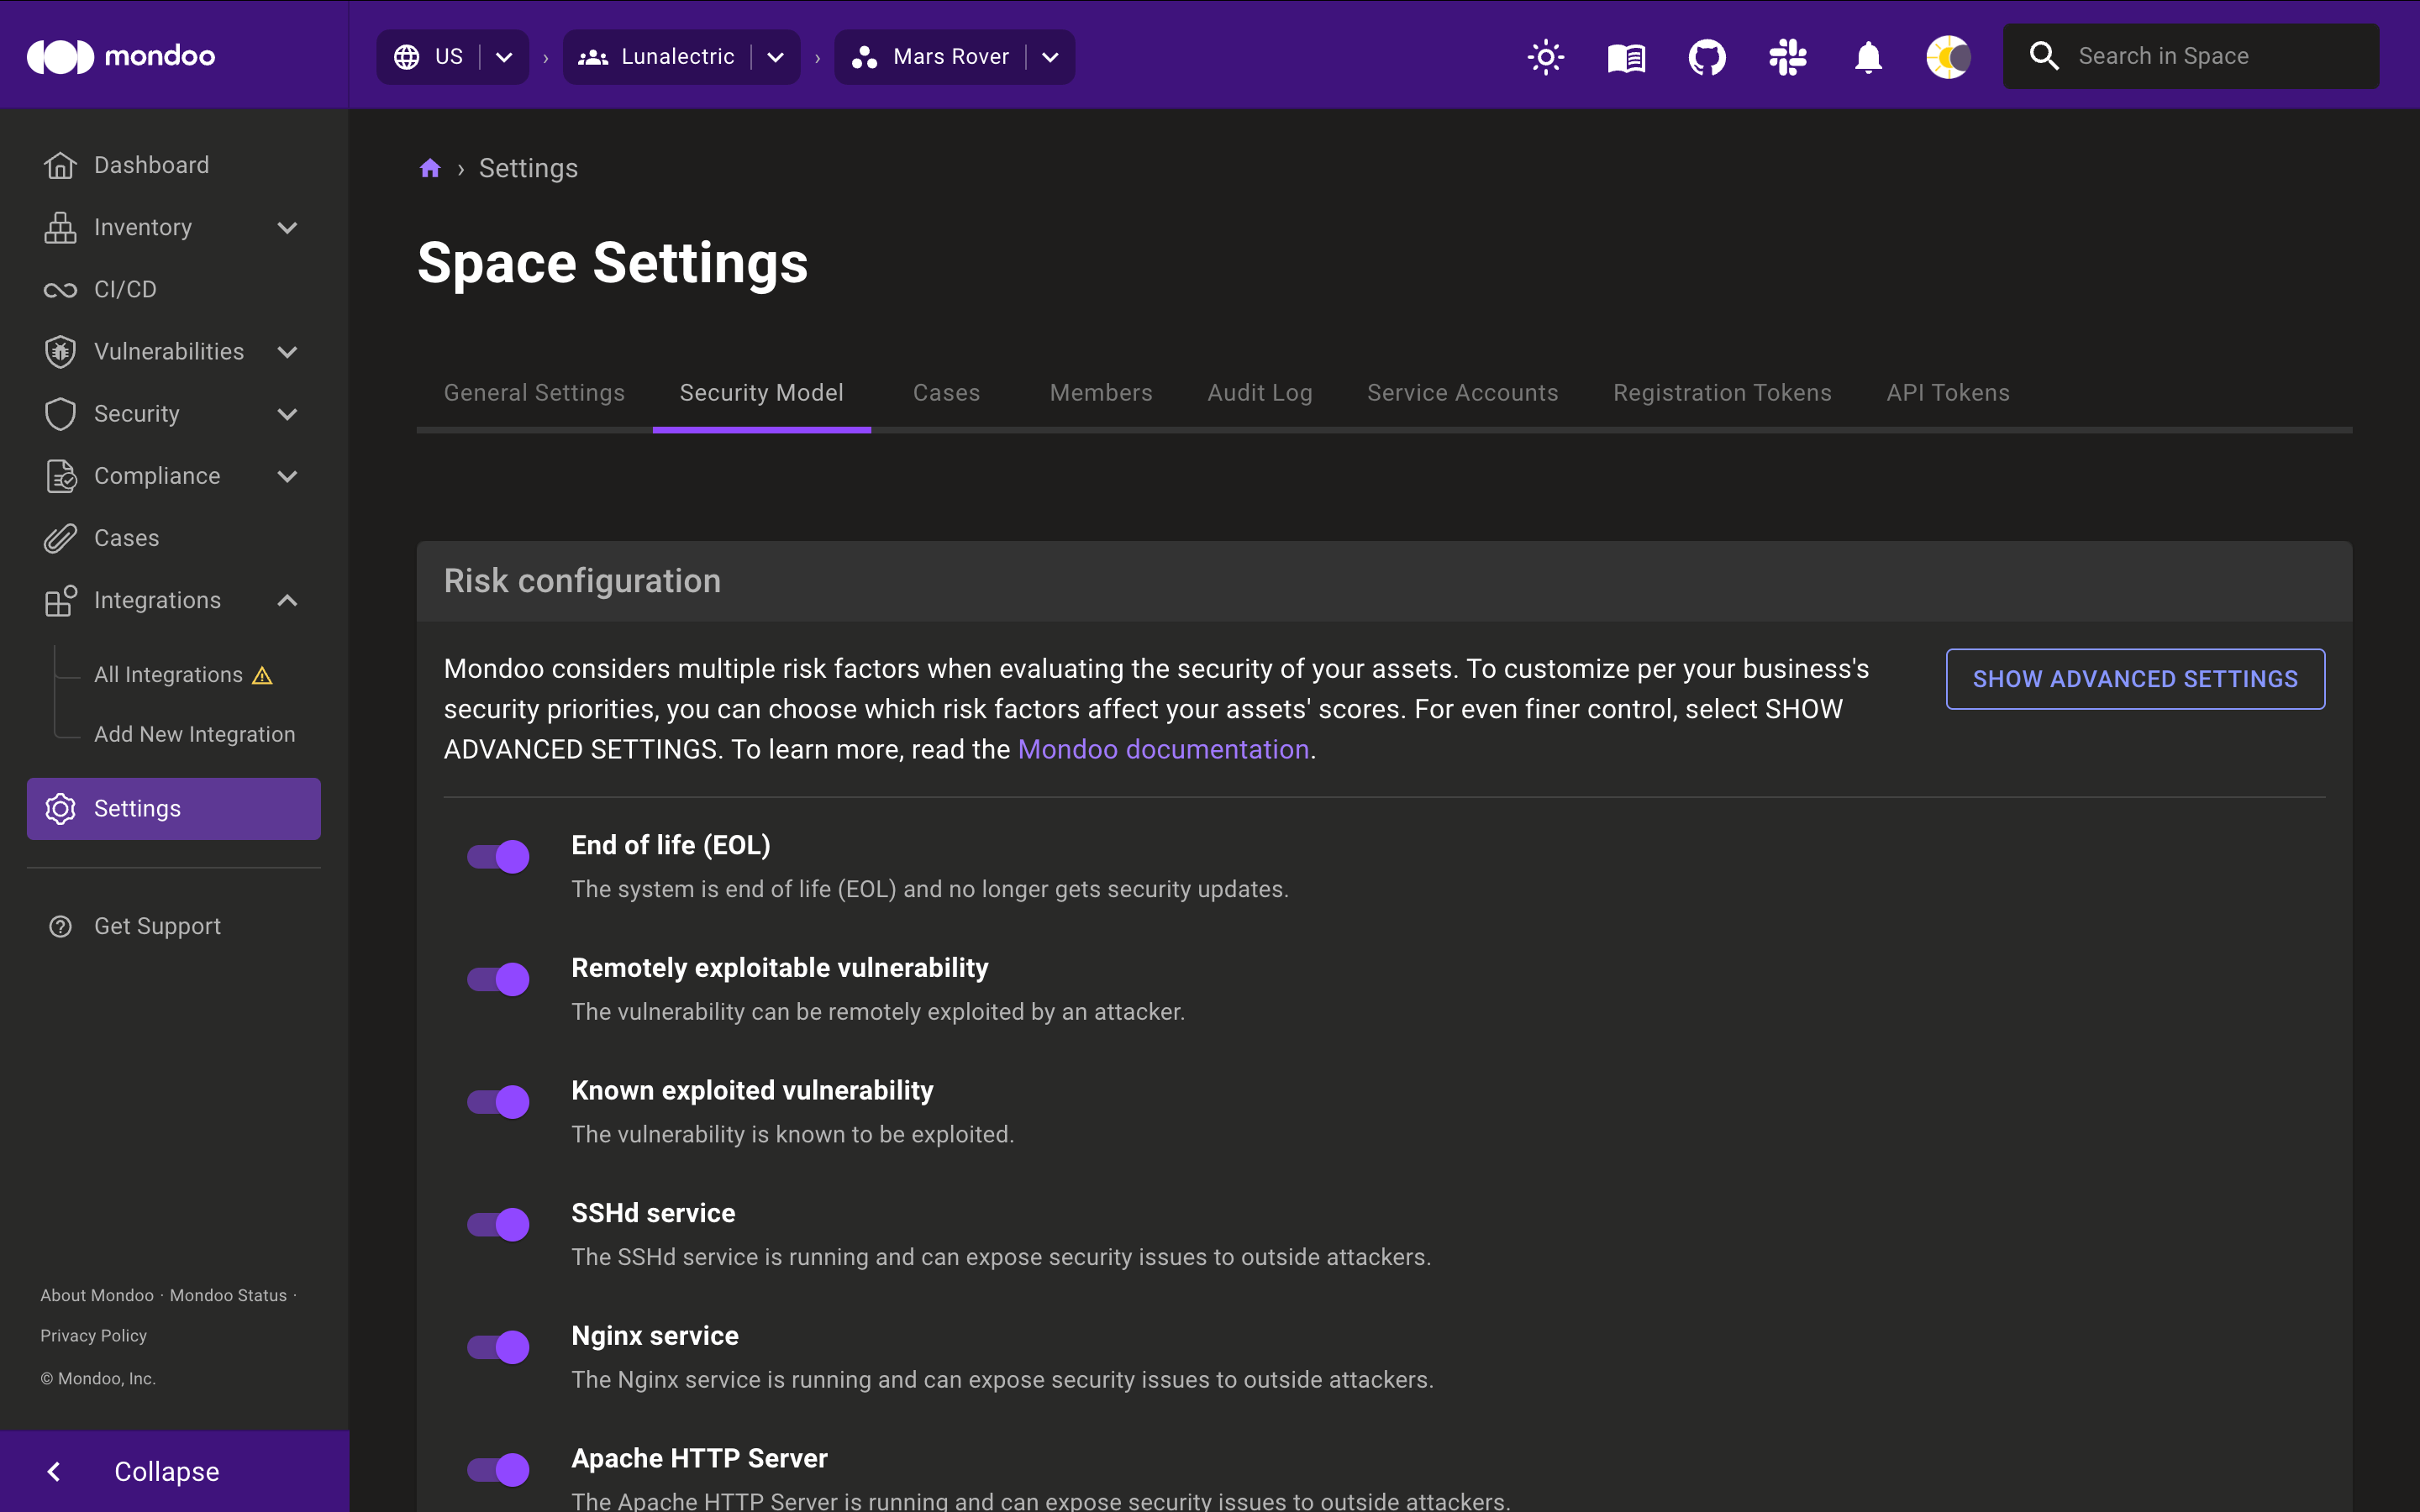 mondoo
US
Lunalectric
Mars Rover
Search in Space
Dashboard
Inventory
CI/CD
Vulnerabilities
Security
Compliance
Cases
Integrations
All Integrations
Add New Integration
Settings
Get Support
About Mondoo · Mondoo Status ·
Privacy Policy
© Mondoo, Inc.
Collapse
› Settings
Space Settings
General Settings
Security Model
Cases
Members
Audit Log
Service Accounts
Registration Tokens
API Tokens
Risk configuration
Mondoo considers multiple risk factors when evaluating the security of your assets. To customize per your business's
security priorities, you can choose which risk factors affect your assets' scores. For even finer control, select SHOW
ADVANCED SETTINGS. To learn more, read the Mondoo documentation.
SHOW ADVANCED SETTINGS
End of life (EOL)
The system is end of life (EOL) and no longer gets security updates.
Remotely exploitable vulnerability
The vulnerability can be remotely exploited by an attacker.
Known exploited vulnerability
The vulnerability is known to be exploited.
SSHd service
The SSHd service is running and can expose security issues to outside attackers.
Nginx service
The Nginx service is running and can expose security issues to outside attackers.
Apache HTTP Server
The Apache HTTP Server is running and can expose security issues to outside attackers.